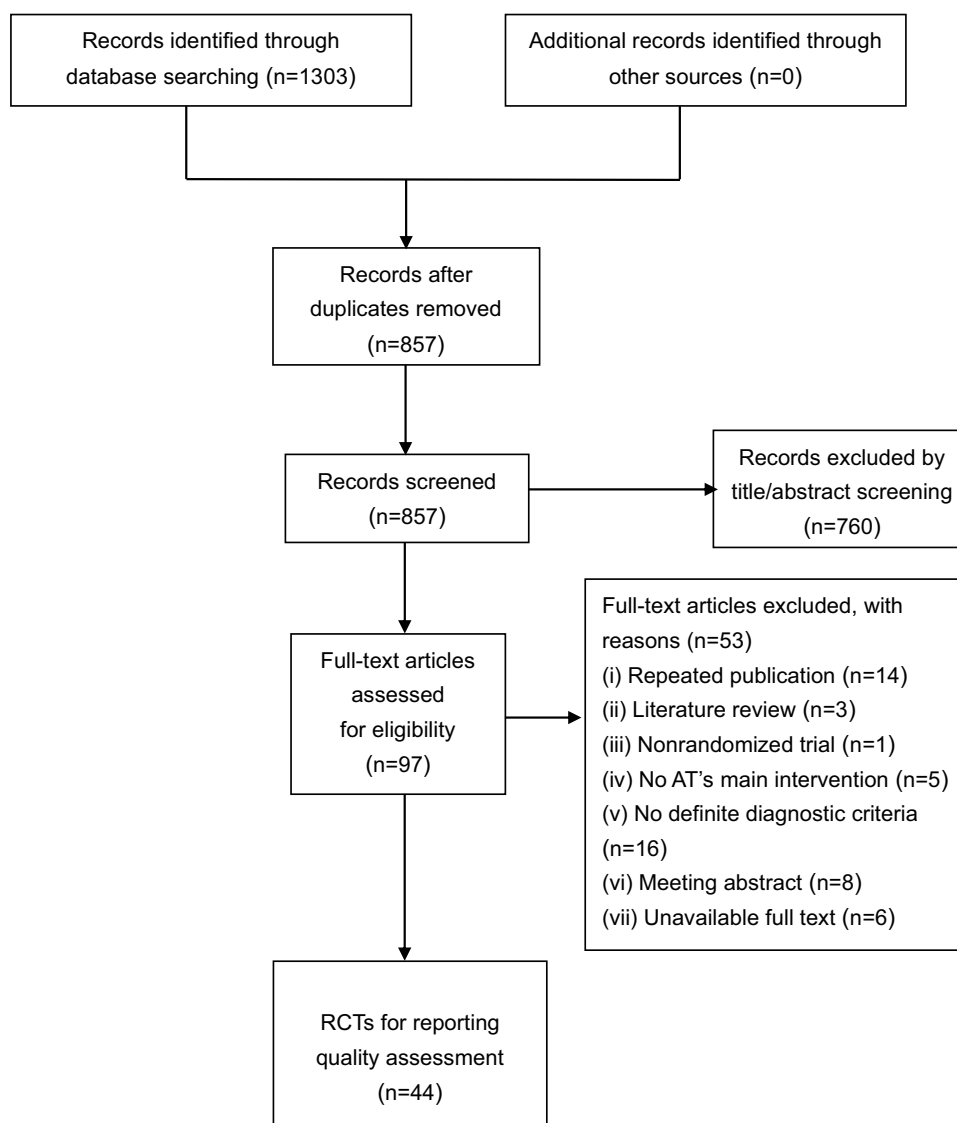 Records identified through
database searching (n=1303)
Additional records identified through
other sources (n=0)
Records after
duplicates removed
(n=857)
Records screened
(n=857)
Records excluded by
title/abstract screening
(n=760)
Full-text articles
assessed
for eligibility
(n=97)
Full-text articles excluded, with
reasons (n=53)
(i) Repeated publication (n=14)
(ii) Literature review (n=3)
(iii) Nonrandomized trial (n=1)
(iv) No AT’s main intervention (n=5)
(v) No definite diagnostic criteria
(n=16)
(vi) Meeting abstract (n=8)
(vii) Unavailable full text (n=6)
RCTs for reporting
quality assessment
(n=44)